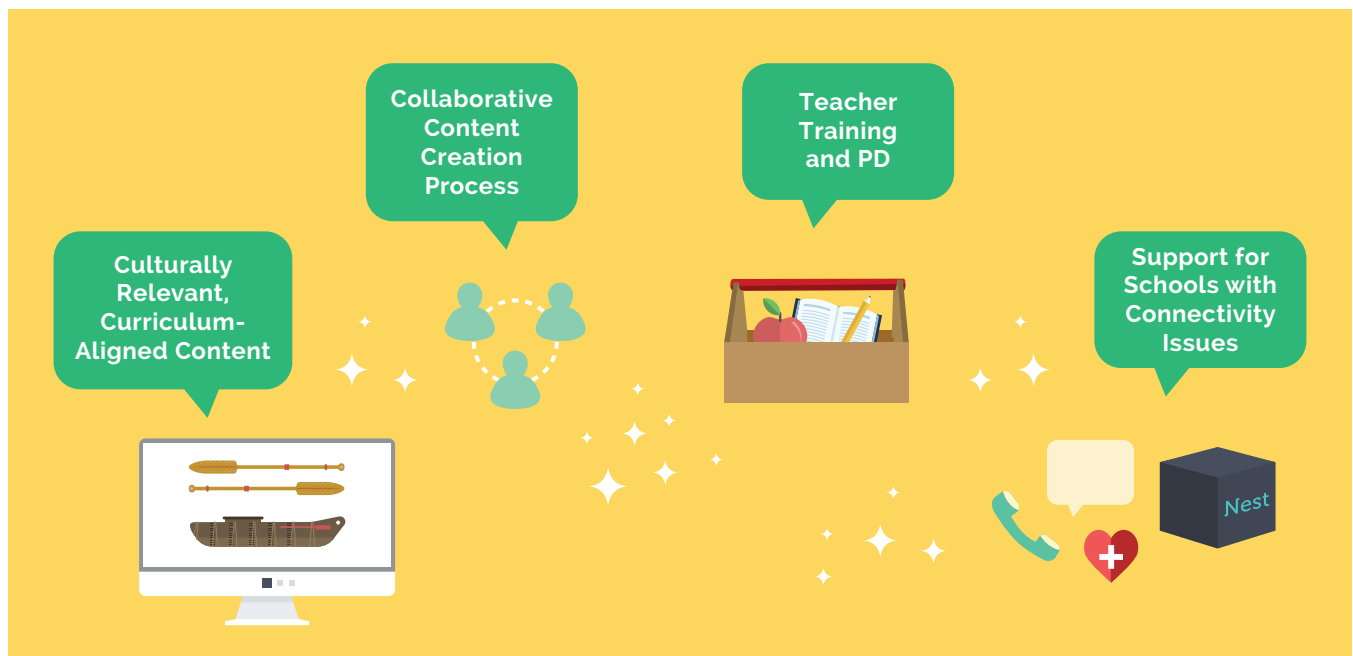 Collaborative
Content
Creation
Process
Teacher
Training
and PD
Culturally
Relevant,
Curriculum-
Aligned Content
Support for
Schools with
Connectivity
Issues
Nest